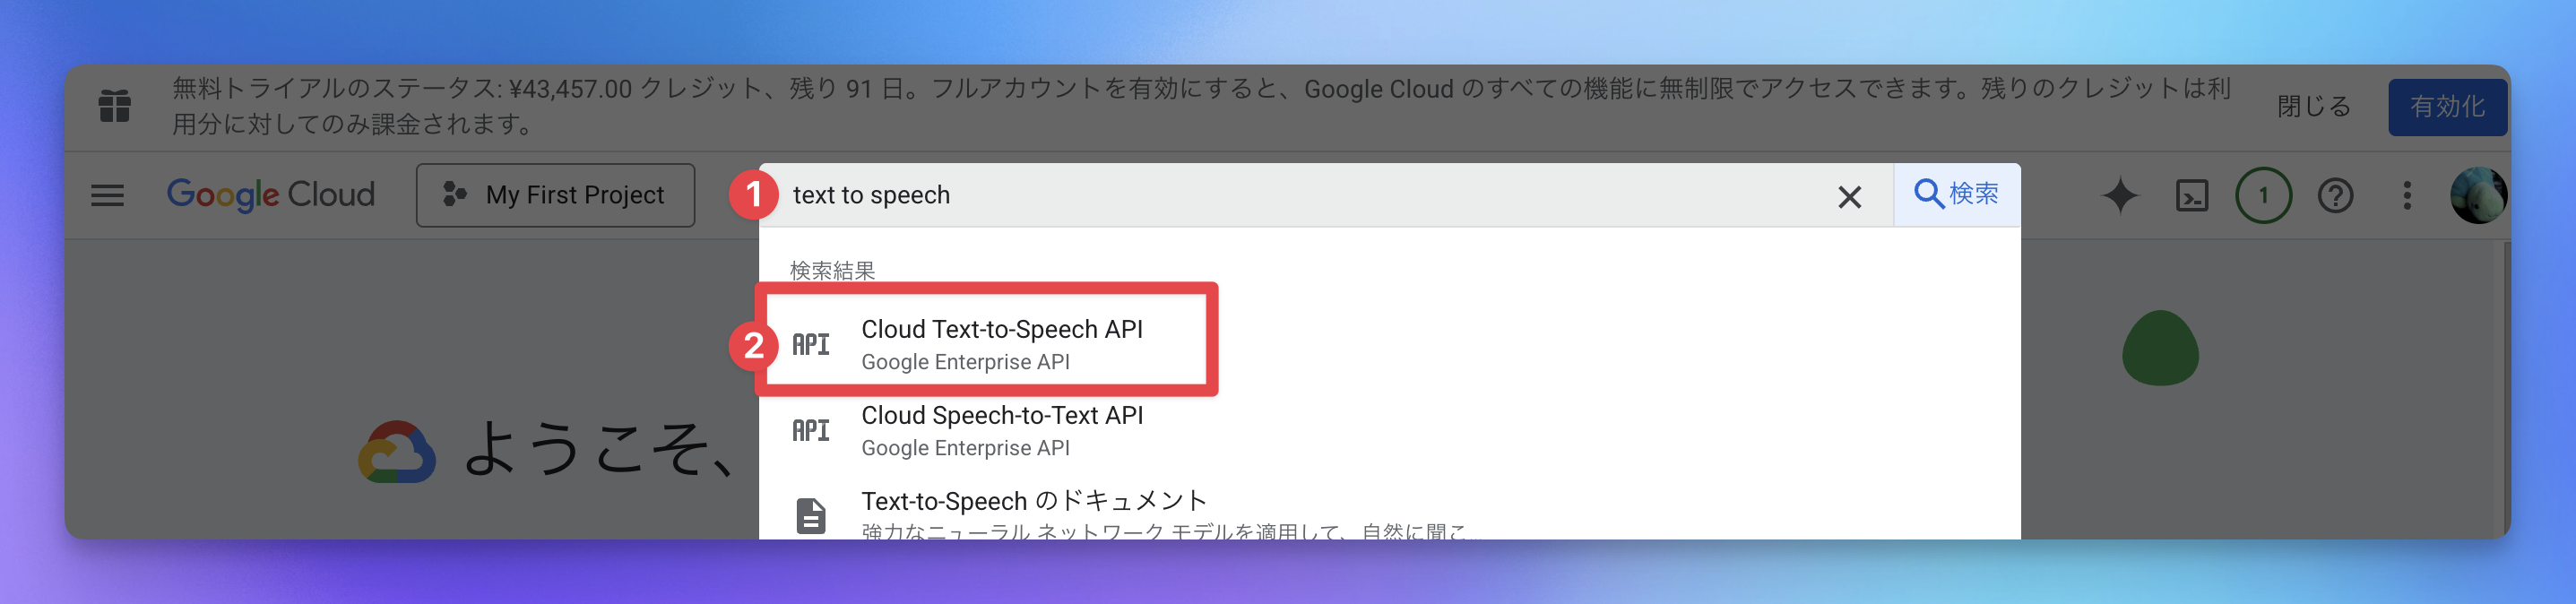 無料トライアルのステータス: ¥43,457.00 クレジット、残り 91 日。フルアカウントを有効にすると、Google Cloud のすべての機能に無制限でアクセスできます。残りのクレジットは利
用分に対してのみ課金されます。
閉じる
有効化
Google Cloud
My First Project
1
text to speech
検索
1
検索結果
2
API
Cloud Text-to-Speech API
Google Enterprise API
API
Cloud Speech-to-Text API
Google Enterprise API
ようこそ、
Text-to-Speech のドキュメント
強力なニューラル ネットワーク モデルを適用して、自然に聞こ...